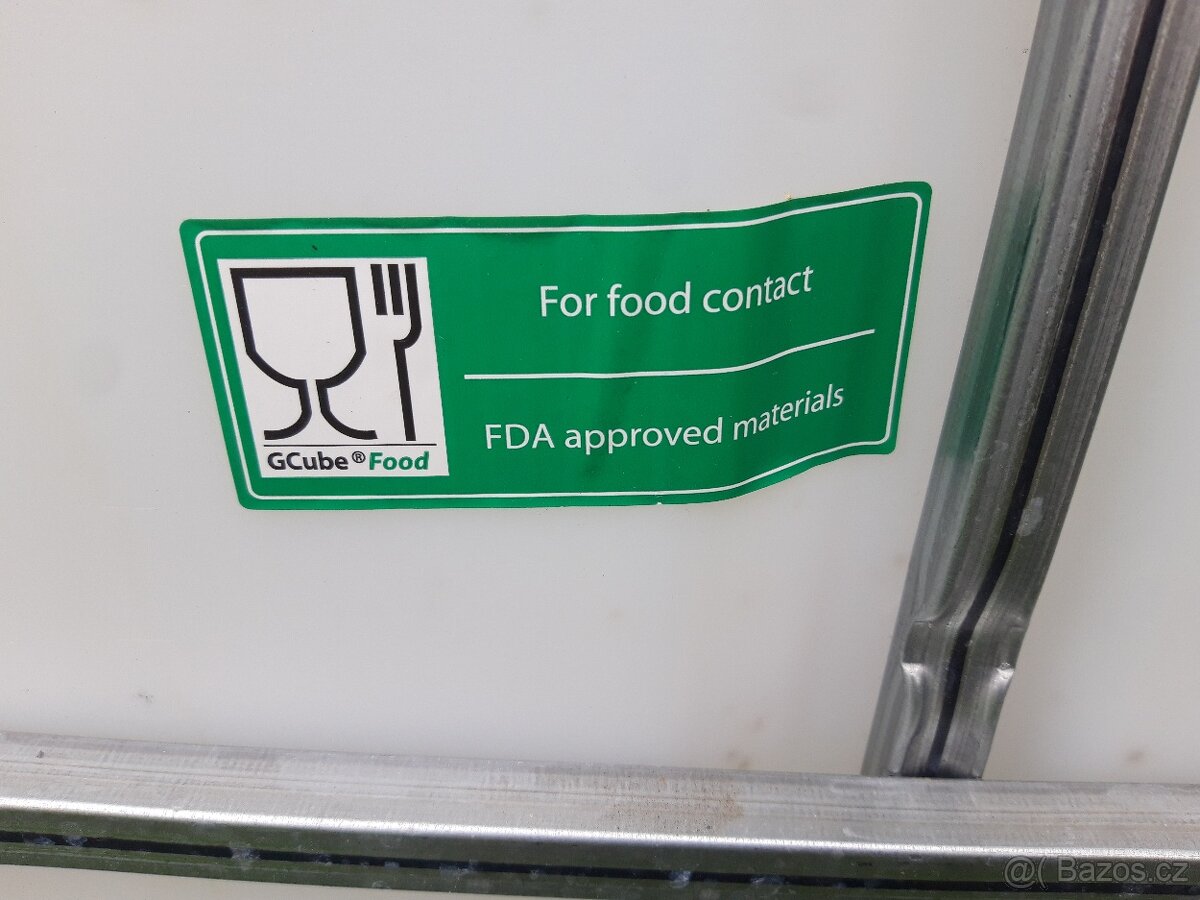 For food contact
FDA approved materials
GCube® Food
@( Bazos.cz